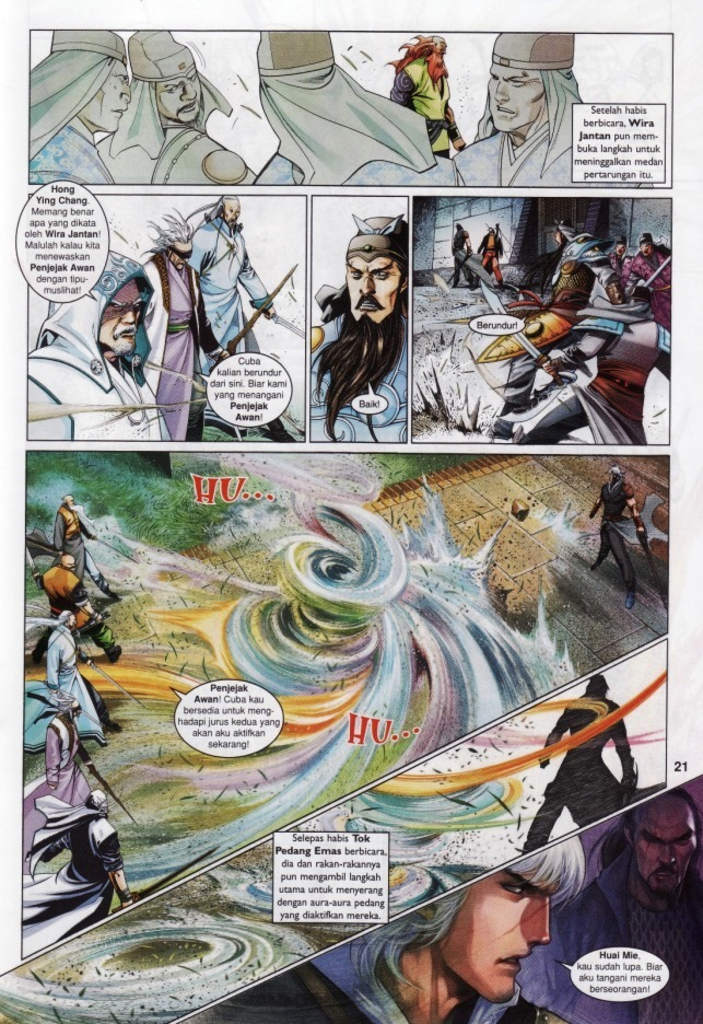 Setelah habis
berbicara, Wira
Jantan pun mem-
buka langkah untuk
meninggalkan medan
pertarungan itu.
Hong
Ying Chang.
Memang benar
apa yang dikata
oleh Wira Jantan!
Malulah kalau kita
menewaskan
Penjejak Awan
dengan tipu-
muslihat!
Cuba
kalian berundur
dari sini. Biar kami
yang menangani
Penjejak
Awan!
Baik!
Berundur!
HU...
Penjejak
Awan! Cuba kau
bersedia untuk meng-
hadapi jurus kedua yang
akan aku aktifkan
sekarang!
HU...
21
Selepas habis Tok
Pedang Emas berbicara,
dia dan rakan-rakannya
pun mengambil langkah
utama untuk menyerang
dengan aura-aura pedang
yang diaktifkan mereka.
Huai Mie,
kau sudah lupa. Biar
aku tangani mereka
berseorangan!